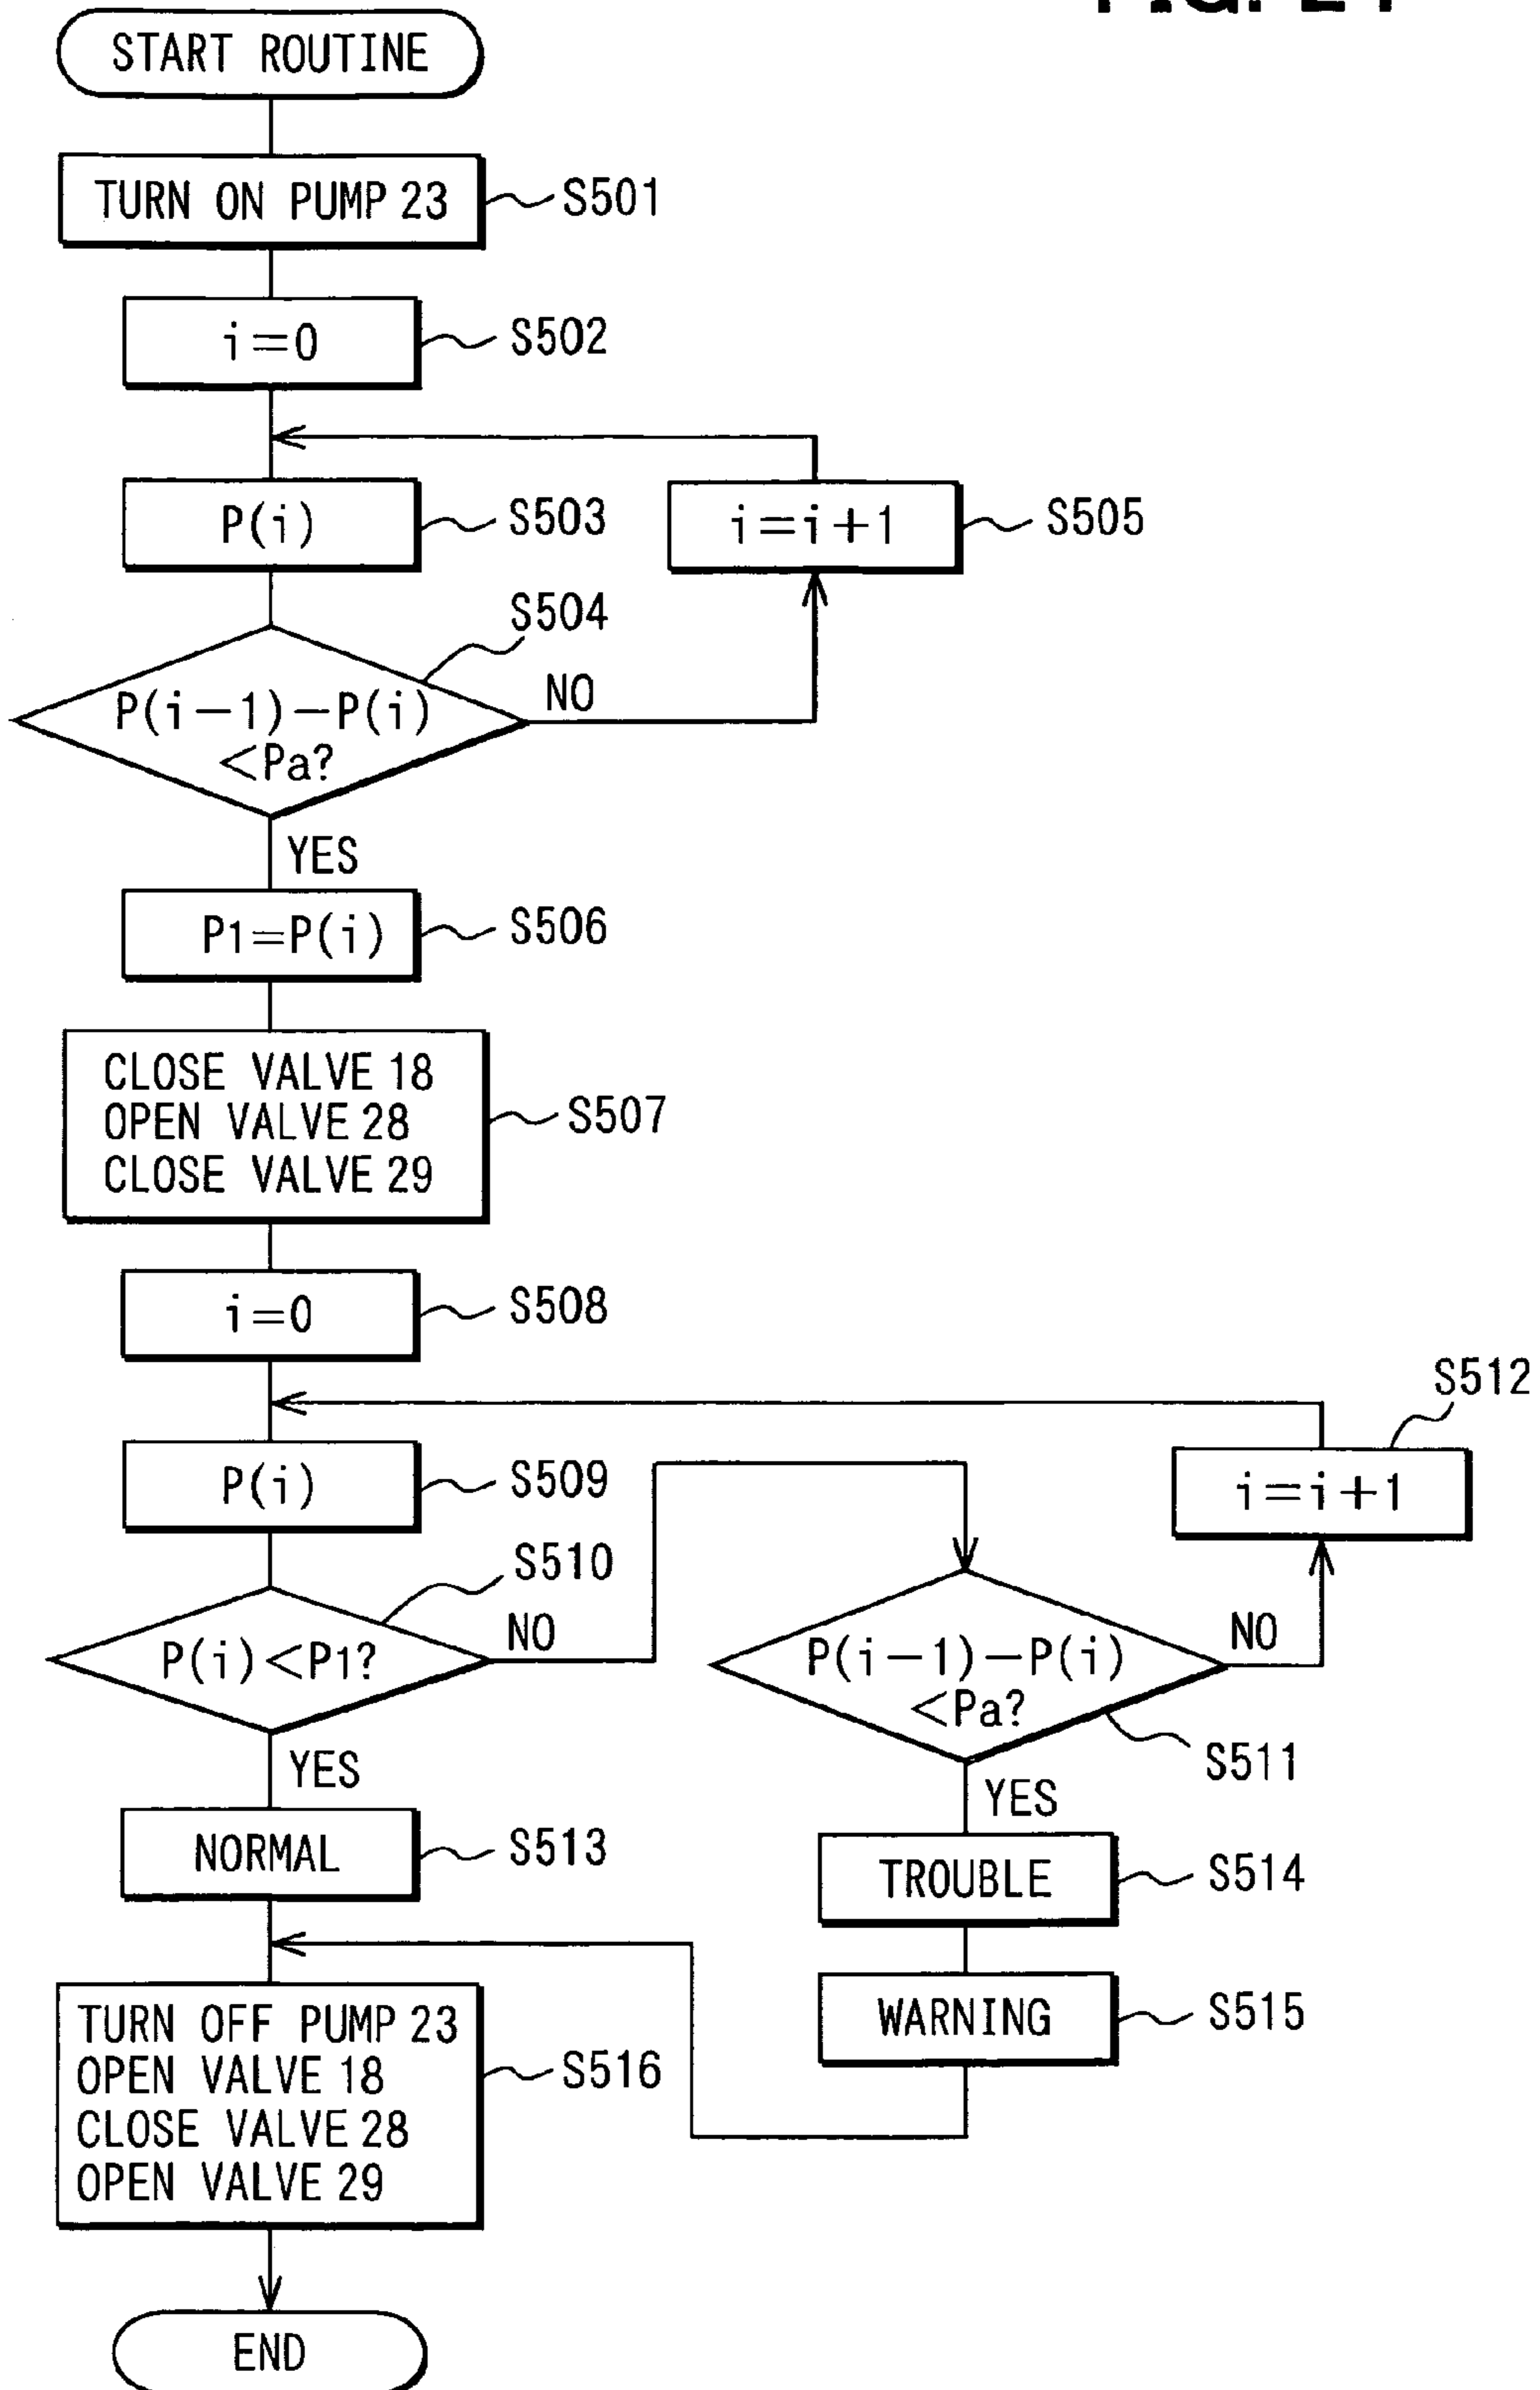 START ROUTINE
TURN ON PUMP 23
S501
i=0
S502
P(i)
S503
i=i+1
S505
S504
P(i-1)-P(i)
<Pa?
NO
YES
P1=P(i)
S506
CLOSE VALVE 18
OPEN VALVE 28
CLOSE VALVE 29
S507
i=0
S508
S512
P(i)
S509
i=i+1
S510
P(i)<P1?
NO
P(i-1)-P(i)
<Pa?
NO
S511
YES
YES
NORMAL
S513
TROUBLE
S514
WARNING
S515
TURN OFF PUMP 23
OPEN VALVE 18
CLOSE VALVE 28
OPEN VALVE 29
S516
END